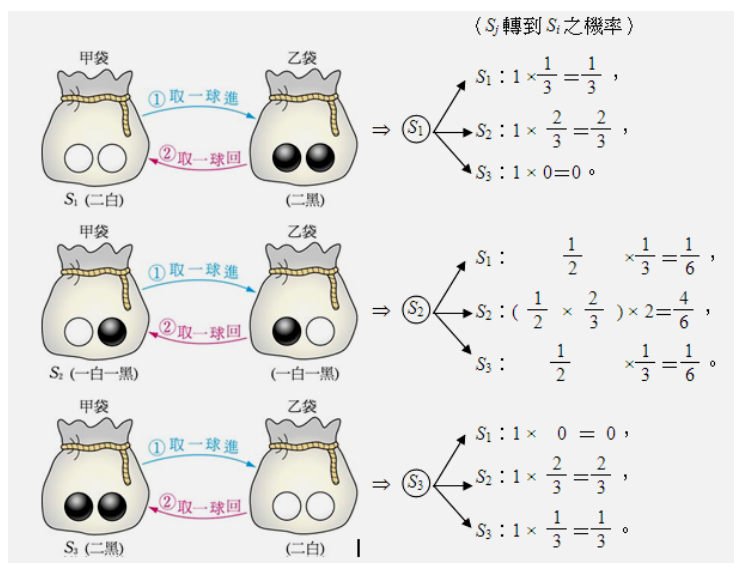 （Sj 轉到 Si 之機率）
甲袋 乙袋
①取一球進
②取一球回
S1 (二白) (二黑)
⇒ S1
S1：1 × 1/3 = 1/3，
S2：1 × 2/3 = 2/3，
S3：1 × 0=0。
甲袋 乙袋
①取一球進
②取一球回
S2 (一白一黑) (一白一黑)
⇒ S2
S1： 1/2 × 1/3 = 1/6，
S2：( 1/2 × 2/3 ) × 2 = 4/6，
S3： 1/2 × 1/3 = 1/6。
甲袋 乙袋
①取一球進
②取一球回
S3 (二黑) (二白)
⇒ S3
S1：1 × 0 = 0，
S2：1 × 2/3 = 2/3，
S3：1 × 1/3 = 1/3。